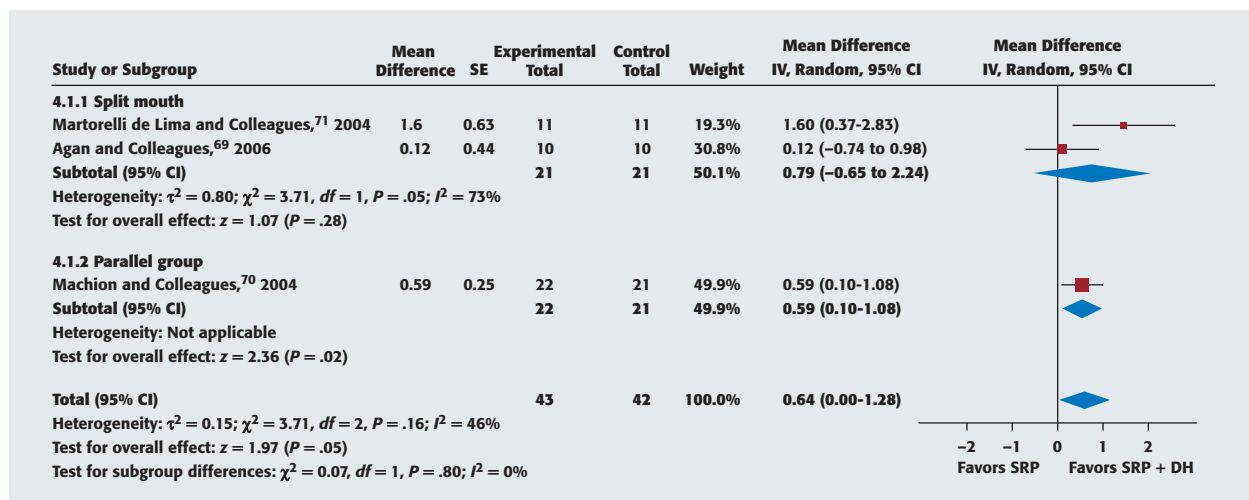 Study or Subgroup Mean Difference SE Experimental Total Control Total Weight Mean Difference IV, Random, 95% CI Mean Difference IV, Random, 95% CI
4.1.1 Split mouth
Martorelli de Lima and Colleagues,71 2004 1.6 0.63 11 11 19.3% 1.60 (0.37-2.83)
Agan and Colleagues,69 2006 0.12 0.44 10 10 30.8% 0.12 (−0.74 to 0.98)
Subtotal (95% CI) 21 21 50.1% 0.79 (−0.65 to 2.24)
Heterogeneity: τ2 = 0.80; χ2 = 3.71, df = 1, P = .05; I2 = 73%
Test for overall effect: z = 1.07 (P = .28)
4.1.2 Parallel group
Machion and Colleagues,70 2004 0.59 0.25 22 21 49.9% 0.59 (0.10-1.08)
Subtotal (95% CI) 22 21 49.9% 0.59 (0.10-1.08)
Heterogeneity: Not applicable
Test for overall effect: z = 2.36 (P = .02)
Total (95% CI) 43 42 100.0% 0.64 (0.00-1.28)
Heterogeneity: τ2 = 0.15; χ2 = 3.71, df = 2, P = .16; I2 = 46%
Test for overall effect: z = 1.97 (P = .05)
Test for subgroup differences: χ2 = 0.07, df = 1, P = .80; I2 = 0%
−2 −1 0 1 2
Favors SRP Favors SRP + DH